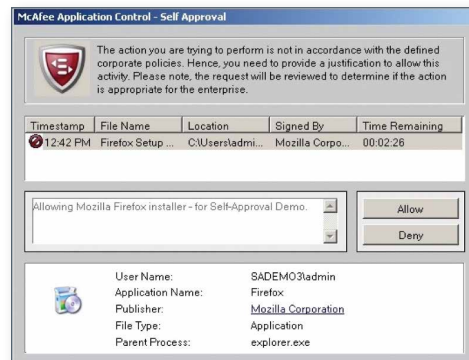 McAfee Application Control - Self Approval
The action you are trying to perform is not in accordance with the defined
corporate policies. Hence, you need to provide a justification to allow this
activity. Please note, the request will be reviewed to determine if the action
is appropriate for the enterprise.
Timestamp File Name Location Signed By Time Remaining
12:42 PM Firefox Setup ... C:\Users\admi... Mozilla Corpo... 00:02:26
Allowing Mozilla Firefox installer - for Self-Approval Demo.
Allow
Deny
User Name: SADEMO3\admin
Application Name: Firefox
Publisher: Mozilla Corporation
File Type: Application
Parent Process: explorer.exe